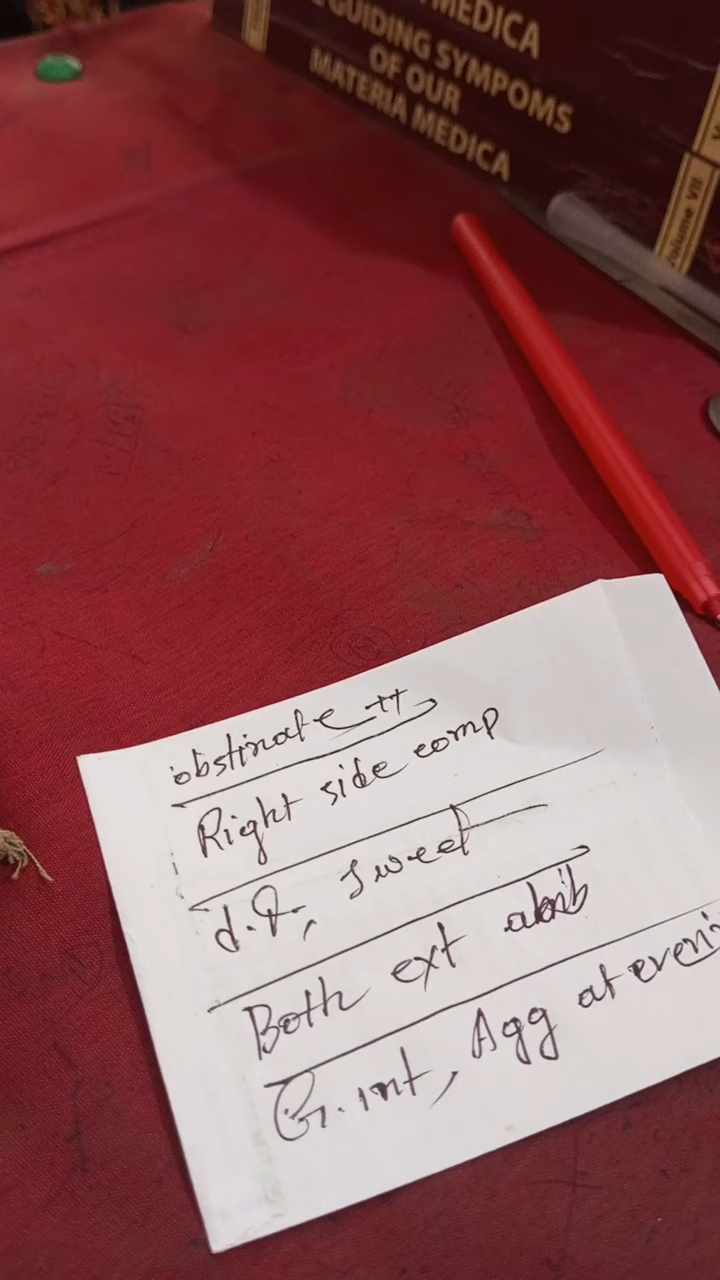 MEDICA
GUIDING SYMPOMS
OF OUR
MATERIA MEDICA
Volume VII
obstinate ++
Right side comp
Sweet
Both ext
G. int, Agg at eveni